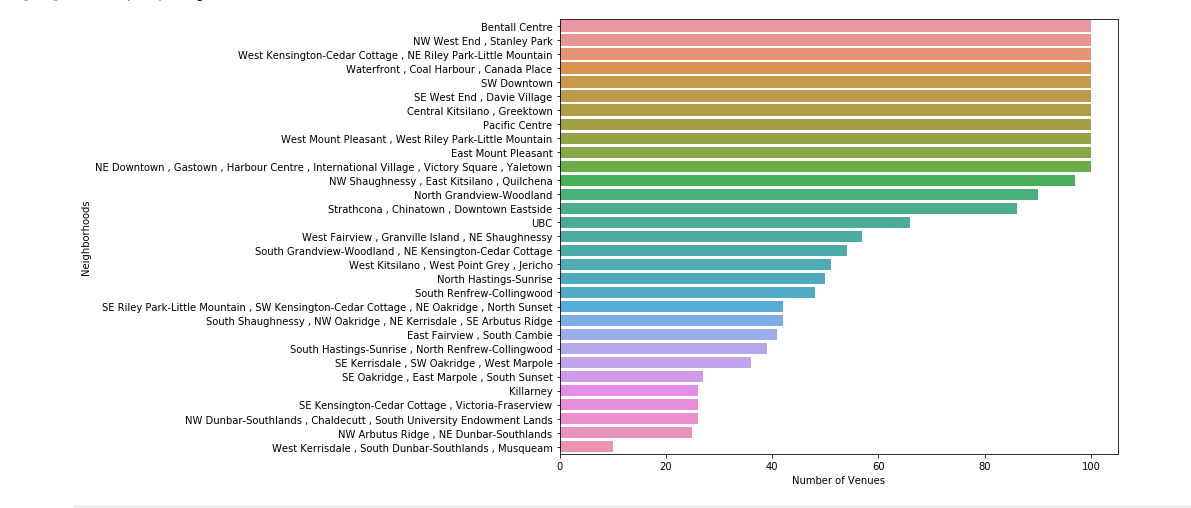 Bentall Centre
NW West End , Stanley Park
West Kensington-Cedar Cottage , NE Riley Park-Little Mountain
Waterfront , Coal Harbour , Canada Place
SW Downtown
SE West End , Davie Village
Central Kitsilano , Greektown
Pacific Centre
West Mount Pleasant , West Riley Park-Little Mountain
East Mount Pleasant
NE Downtown , Gastown , Harbour Centre , International Village , Victory Square , Yaletown
NW Shaughnessy , East Kitsilano , Quilchena
North Grandview-Woodland
Strathcona , Chinatown , Downtown Eastside
UBC
West Fairview , Granville Island , NE Shaughnessy
South Grandview-Woodland , NE Kensington-Cedar Cottage
West Kitsilano , West Point Grey , Jericho
North Hastings-Sunrise
South Renfrew-Collingwood
SE Riley Park-Little Mountain , SW Kensington-Cedar Cottage , NE Oakridge , North Sunset
South Shaughnessy , NW Oakridge , NE Kerrisdale , SE Arbutus Ridge
East Fairview , South Cambie
South Hastings-Sunrise , North Renfrew-Collingwood
SE Kerrisdale , SW Oakridge , West Marpole
SE Oakridge , East Marpole , South Sunset
Killarney
SE Kensington-Cedar Cottage , Victoria-Fraserview
NW Dunbar-Southlands , Chaldecutt , South University Endowment Lands
NW Arbutus Ridge , NE Dunbar-Southlands
West Kerrisdale , South Dunbar-Southlands , Musqueam
Neighborhoods
0 20 40 60 80 100
Number of Venues